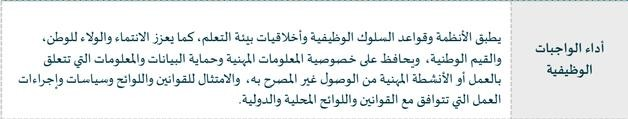 أداء الواجبات
الوظيفية
يطبق الأنظمة وقواعد السلوك الوظيفية وأخلاقيات بيئة التعلم، كما يعزز الانتماء والولاء للوطن،
والقيم الوطنية، ويحافظ على خصوصية المعلومات المهنية وحماية البيانات والمعلومات التي تتعلق
بالعمل أو الأنشطة المهنية من الوصول غير المصرح به، والامتثال للقوانين واللوائح وسياسات وإجراءات
العمل التي تتوافق مع القوانين واللوائح المحلية والدولية.